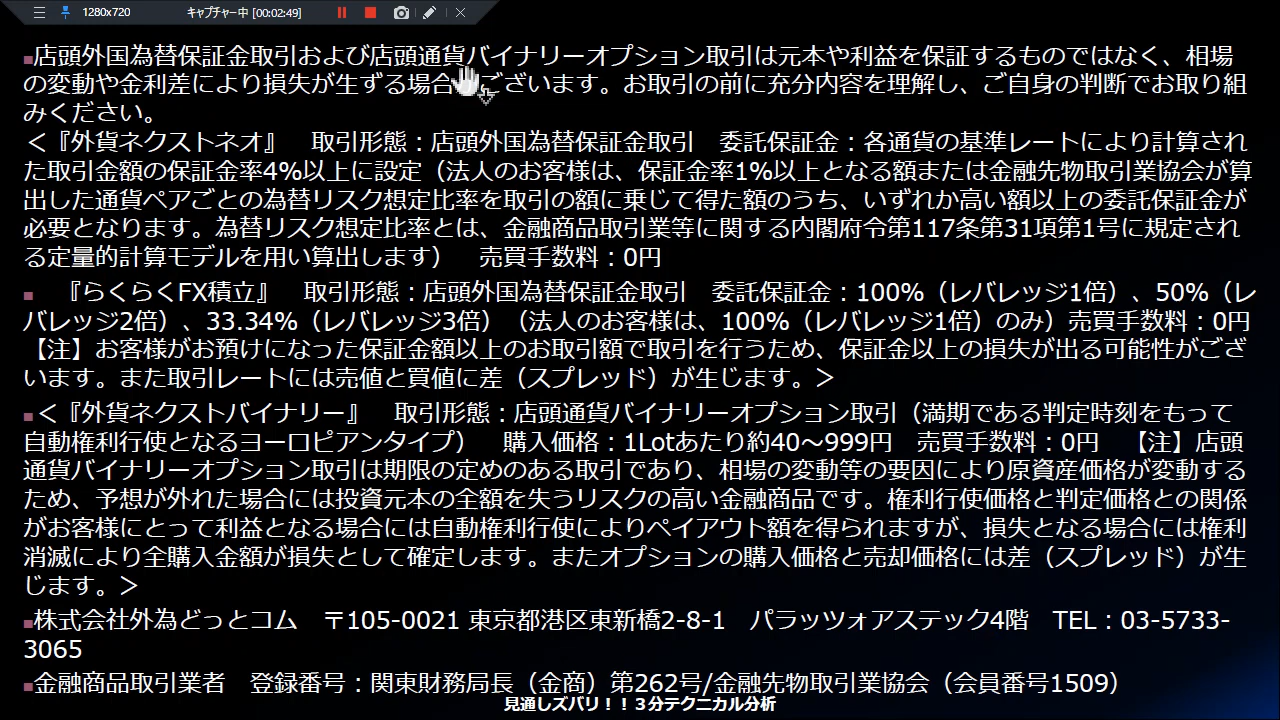 1280x720 キャプチャー中 [00:02:49]
■店頭外国為替保証金取引および店頭通貨バイナリーオプション取引は元本や利益を保証するものではなく、相場
の変動や金利差により損失が生ずる場合がございます。お取引の前に充分内容を理解し、ご自身の判断でお取り組
みください。
＜『外貨ネクストネオ』　取引形態：店頭外国為替保証金取引　委託保証金：各通貨の基準レートにより計算され
た取引金額の保証金率4%以上に設定（法人のお客様は、保証金率1%以上となる額または金融先物取引業協会が算
出した通貨ペアごとの為替リスク想定比率を取引の額に乗じて得た額のうち、いずれか高い額以上の委託保証金が
必要となります。為替リスク想定比率とは、金融商品取引業等に関する内閣府令第117条第31項第1号に規定され
る定量的計算モデルを用い算出します）　売買手数料：0円
■　『らくらくFX積立』　取引形態：店頭外国為替保証金取引　委託保証金：100%（レバレッジ1倍）、50%（レ
バレッジ2倍）、33.34%（レバレッジ3倍）（法人のお客様は、100%（レバレッジ1倍）のみ）売買手数料：0円
【注】お客様がお預けになった保証金額以上のお取引額で取引を行うため、保証金以上の損失が出る可能性がござ
います。また取引レートには売値と買値に差（スプレッド）が生じます。＞
■＜『外貨ネクストバイナリー』　取引形態：店頭通貨バイナリーオプション取引（満期である判定時刻をもって
自動権利行使となるヨーロピアンタイプ）　購入価格：1Lotあたり約40～999円　売買手数料：0円　【注】店頭
通貨バイナリーオプション取引は期限の定めのある取引であり、相場の変動等の要因により原資産価格が変動する
ため、予想が外れた場合には投資元本の全額を失うリスクの高い金融商品です。権利行使価格と判定価格との関係
がお客様にとって利益となる場合には自動権利行使によりペイアウト額を得られますが、損失となる場合には権利
消滅により全購入金額が損失として確定します。またオプションの購入価格と売却価格には差（スプレッド）が生
じます。＞
■株式会社外為どっとコム　〒105-0021 東京都港区東新橋2-8-1　パラッツォアステック4階　TEL：03-5733-
3065
■金融商品取引業者　登録番号：関東財務局長（金商）第262号/金融先物取引業協会（会員番号1509）
見通しズバリ！！３分テクニカル分析